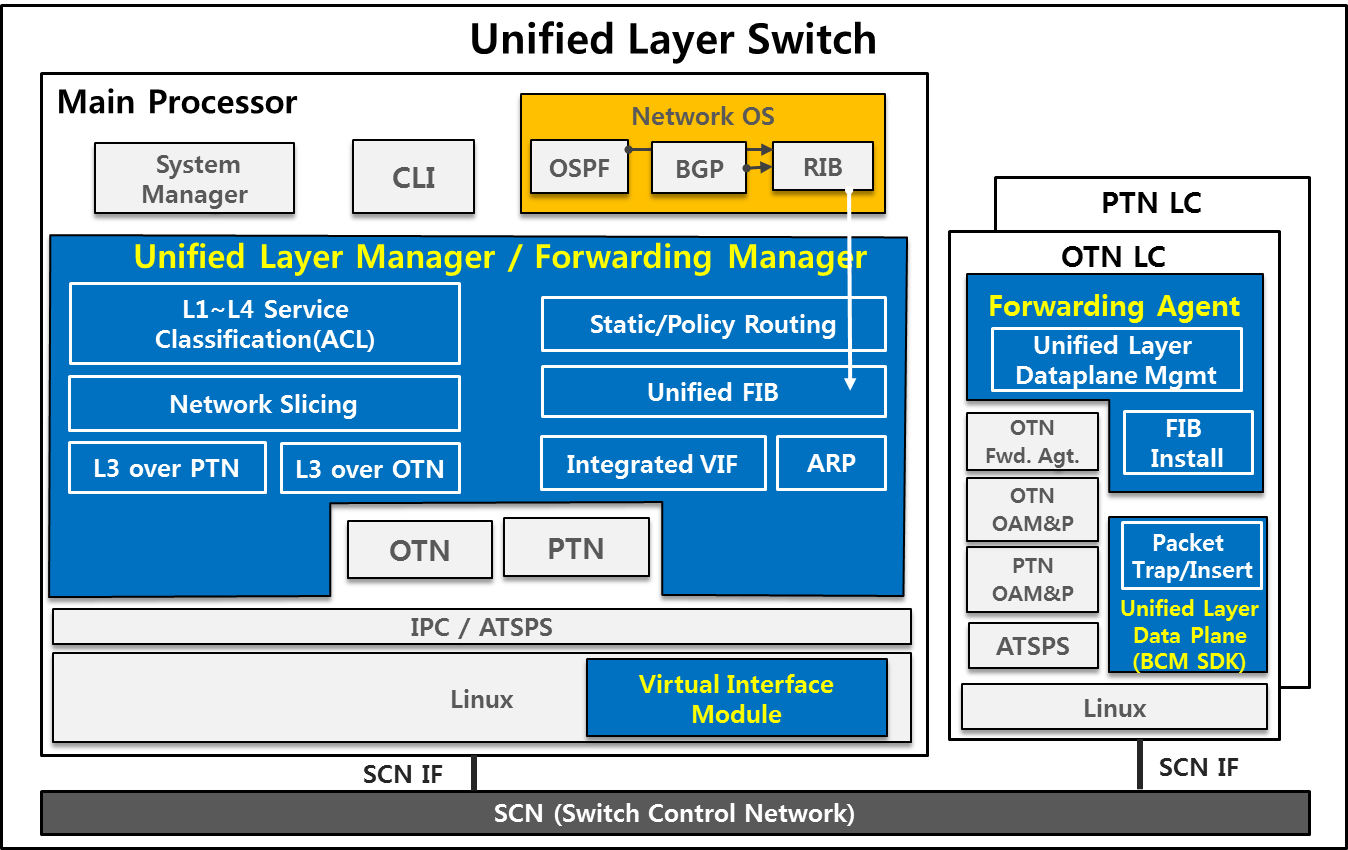 Unified Layer Switch
Main Processor
System
Manager
CLI
Network OS
OSPF
BGP
RIB
Unified Layer Manager / Forwarding Manager
L1~L4 Service
Classification(ACL)
Network Slicing
L3 over PTN
L3 over OTN
Static/Policy Routing
Unified FIB
Integrated VIF
ARP
OTN
PTN
IPC / ATSPS
Linux
Virtual Interface
Module
SCN IF
PTN LC
OTN LC
Forwarding Agent
Unified Layer
Dataplane Mgmt
OTN
Fwd. Agt.
FIB
Install
OTN
OAM&P
PTN
OAM&P
ATSPS
Packet
Trap/Insert
Unified Layer
Data Plane
(BCM SDK)
Linux
SCN IF
SCN (Switch Control Network)